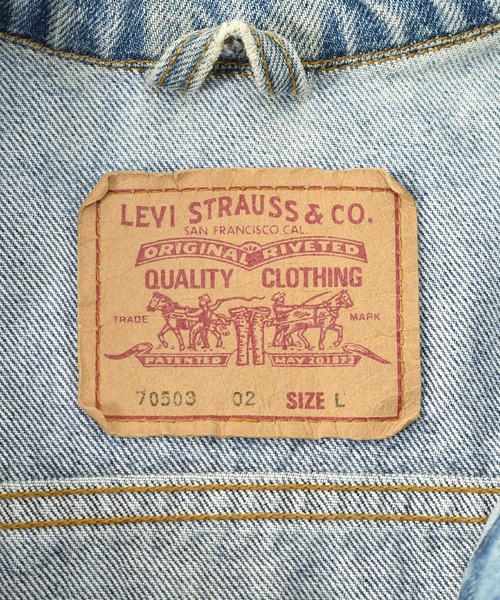 LEVI STRAUSS & CO.
SAN FRANCISCO.CAL.
ORIGINAL RIVETED
QUALITY CLOTHING
TRADE MARK
PATENTED MAY 20 1873
70503 02 SIZE L